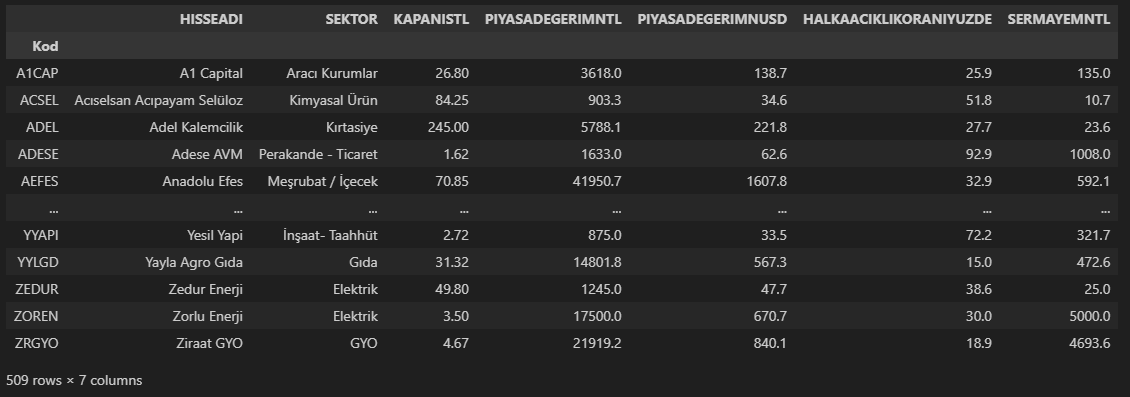 HISSEADI SEKTOR KAPANISTL PIYASADEGERIMNTL PIYASADEGERIMNUSD HALKAACIKLIKORANIYUZDE SERMAYEMNTL
Kod
A1CAP A1 Capital Aracı Kurumlar 26.80 3618.0 138.7 25.9 135.0
ACSEL Acıselsan Acıpayam Selüloz Kimyasal Ürün 84.25 903.3 34.6 51.8 10.7
ADEL Adel Kalemcilik Kırtasiye 245.00 5788.1 221.8 27.7 23.6
ADESE Adese AVM Perakande - Ticaret 1.62 1633.0 62.6 92.9 1008.0
AEFES Anadolu Efes Meşrubat / İçecek 70.85 41950.7 1607.8 32.9 592.1
... ... ... ... ... ... ... ...
YYAPI Yesil Yapi İnşaat- Taahhüt 2.72 875.0 33.5 72.2 321.7
YYLGD Yayla Agro Gıda Gıda 31.32 14801.8 567.3 15.0 472.6
ZEDUR Zedur Enerji Elektrik 49.80 1245.0 47.7 38.6 25.0
ZOREN Zorlu Enerji Elektrik 3.50 17500.0 670.7 30.0 5000.0
ZRGYO Ziraat GYO GYO 4.67 21919.2 840.1 18.9 4693.6
509 rows × 7 columns